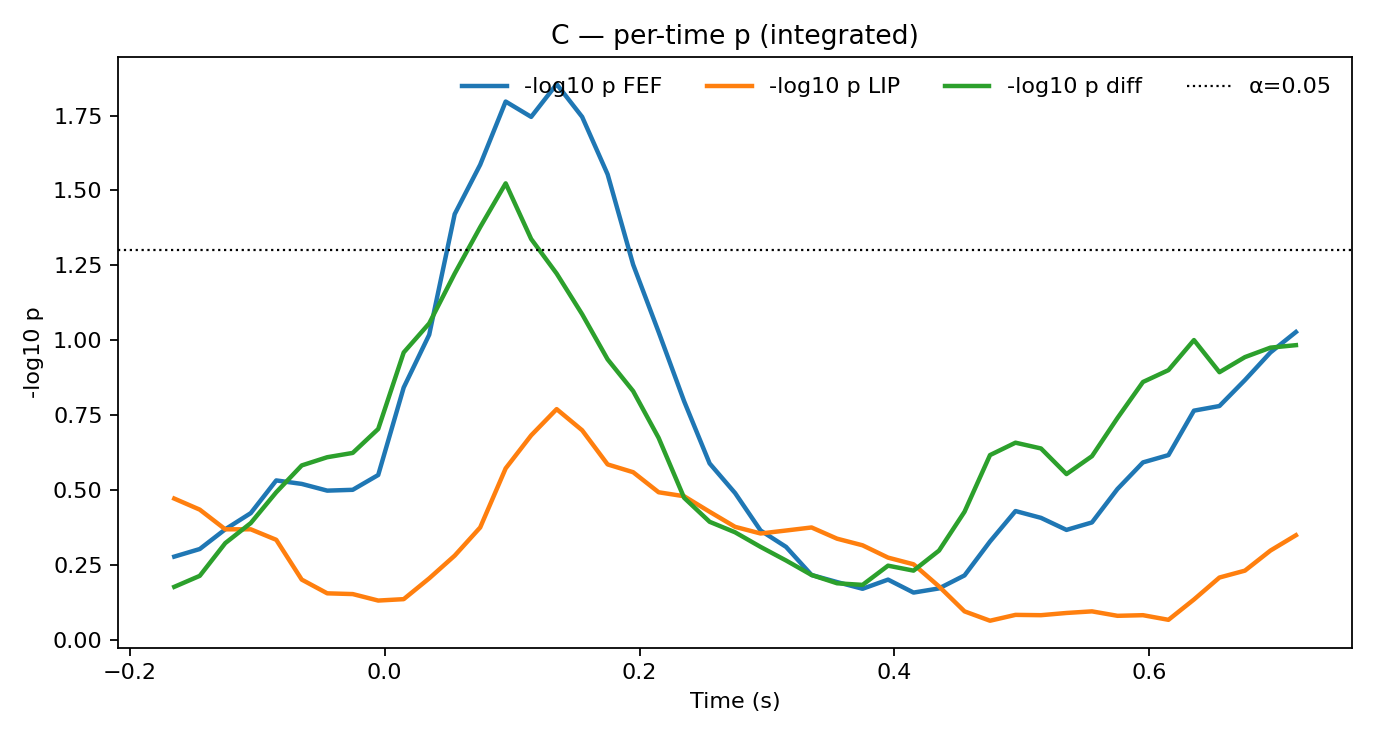 C — per-time p (integrated)
-log10 p FEF
-log10 p LIP
-log10 p diff
α=0.05
-log10 p
1.75
1.50
1.25
1.00
0.75
0.50
0.25
0.00
−0.2
0.0
0.2
0.4
0.6
Time (s)